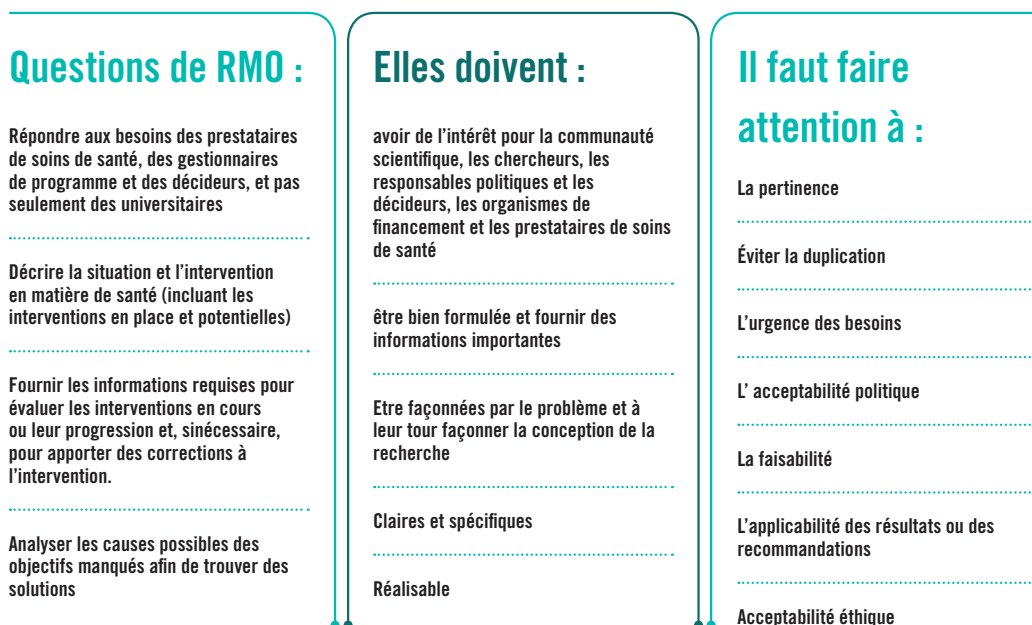 Questions de RMO :
Répondre aux besoins des prestataires
de soins de santé, des gestionnaires
de programme et des décideurs, et pas
seulement des universitaires
Décrire la situation et l'intervention
en matière de santé (incluant les
interventions en place et potentielles)
Fournir les informations requises pour
évaluer les interventions en cours
ou leur progression et, sinécessaire,
pour apporter des corrections à
l'intervention.
Analyser les causes possibles des
objectifs manqués afin de trouver des
solutions
Elles doivent :
avoir de l'intérêt pour la communauté
scientifique, les chercheurs, les
responsables politiques et les
décideurs, les organismes de
financement et les prestataires de soins
de santé
être bien formulée et fournir des
informations importantes
Etre façonnées par le problème et à
leur tour façonner la conception de la
recherche
Claires et spécifiques
Réalisable
Il faut faire
attention à :
La pertinence
Éviter la duplication
L'urgence des besoins
L' acceptabilité politique
La faisabilité
L'applicabilité des résultats ou des
recommandations
Acceptabilité éthique